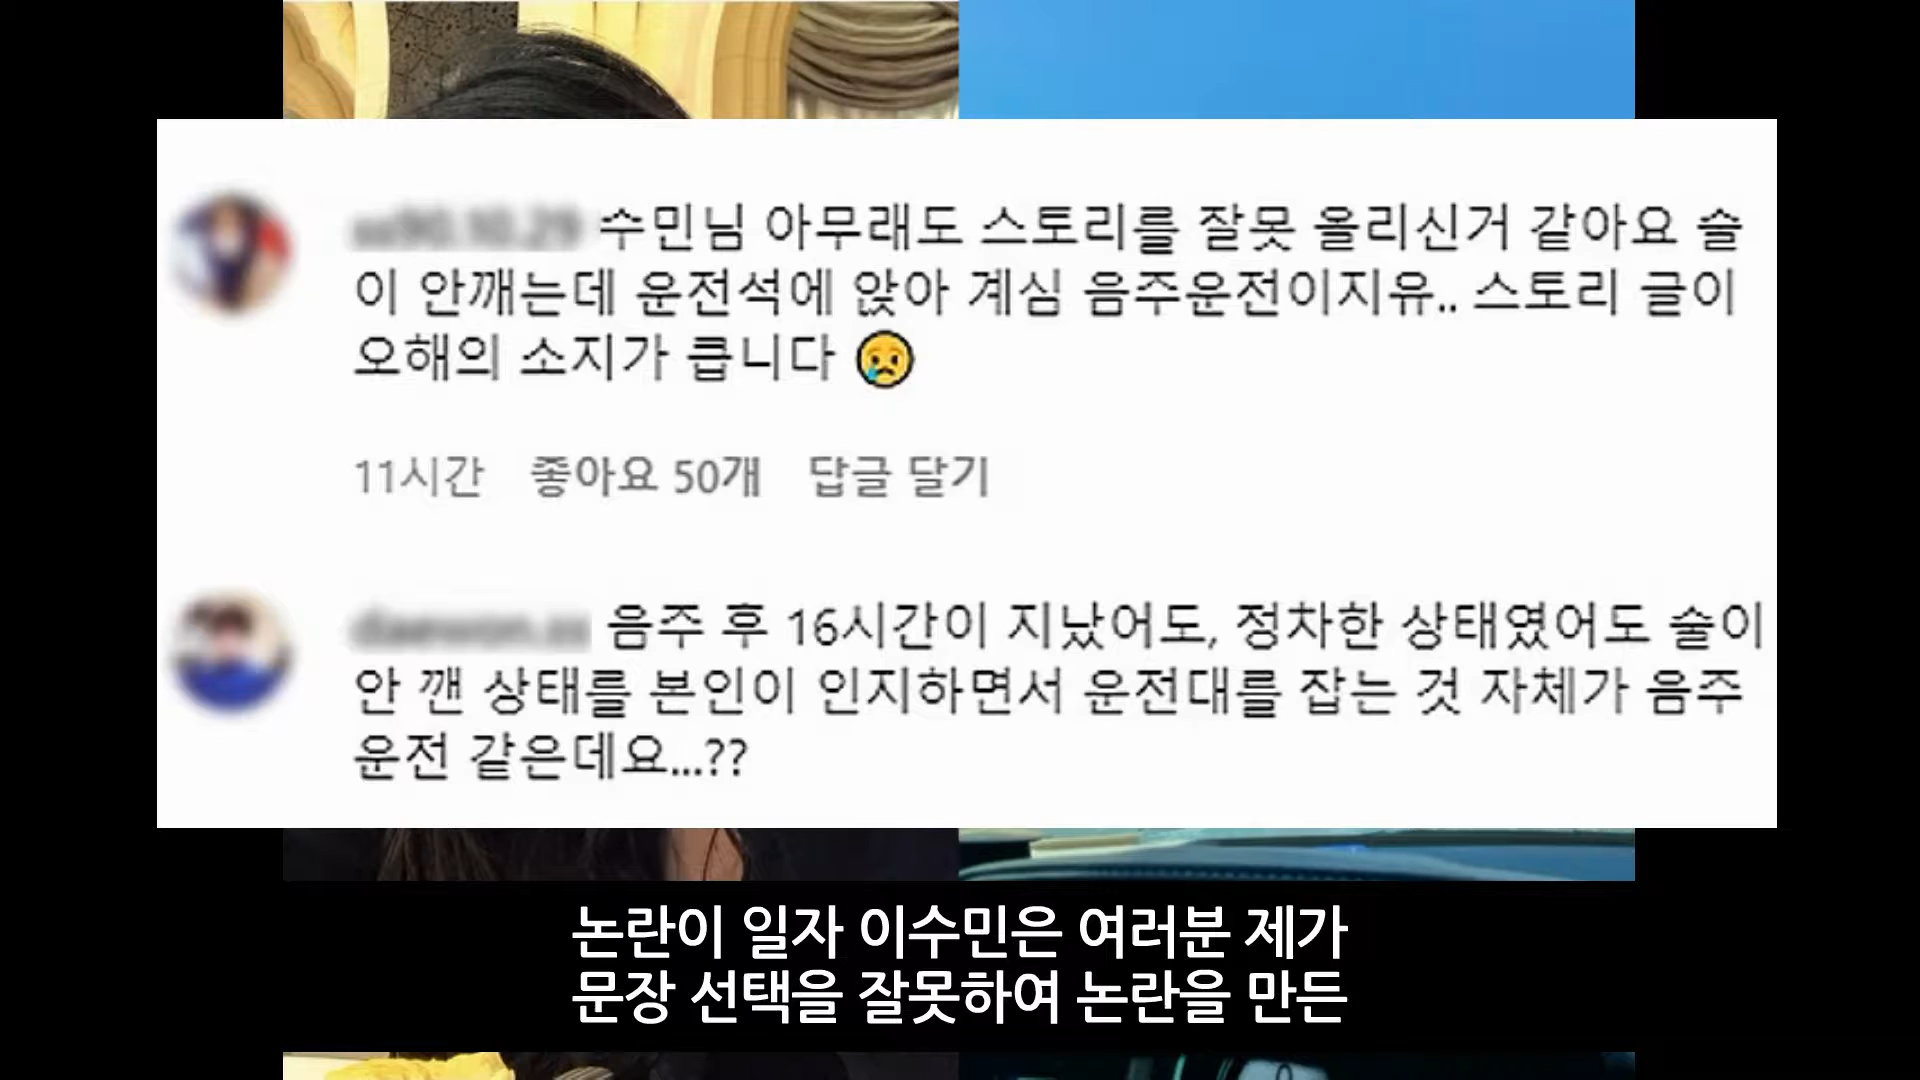 수민님 아무래도 스토리를 잘못 올리신거 같아요 술
이 안깨는데 운전석에 앉아 계심 음주운전이지유.. 스토리 글이
오해의 소지가 큽니다 😢
11시간 좋아요 50개 답글 달기
음주 후 16시간이 지났어도, 정차한 상태였어도 술이
안 깬 상태를 본인이 인지하면서 운전대를 잡는 것 자체가 음주
운전 같은데요...??
논란이 일자 이수민은 여러분 제가
문장 선택을 잘못하여 논란을 만든